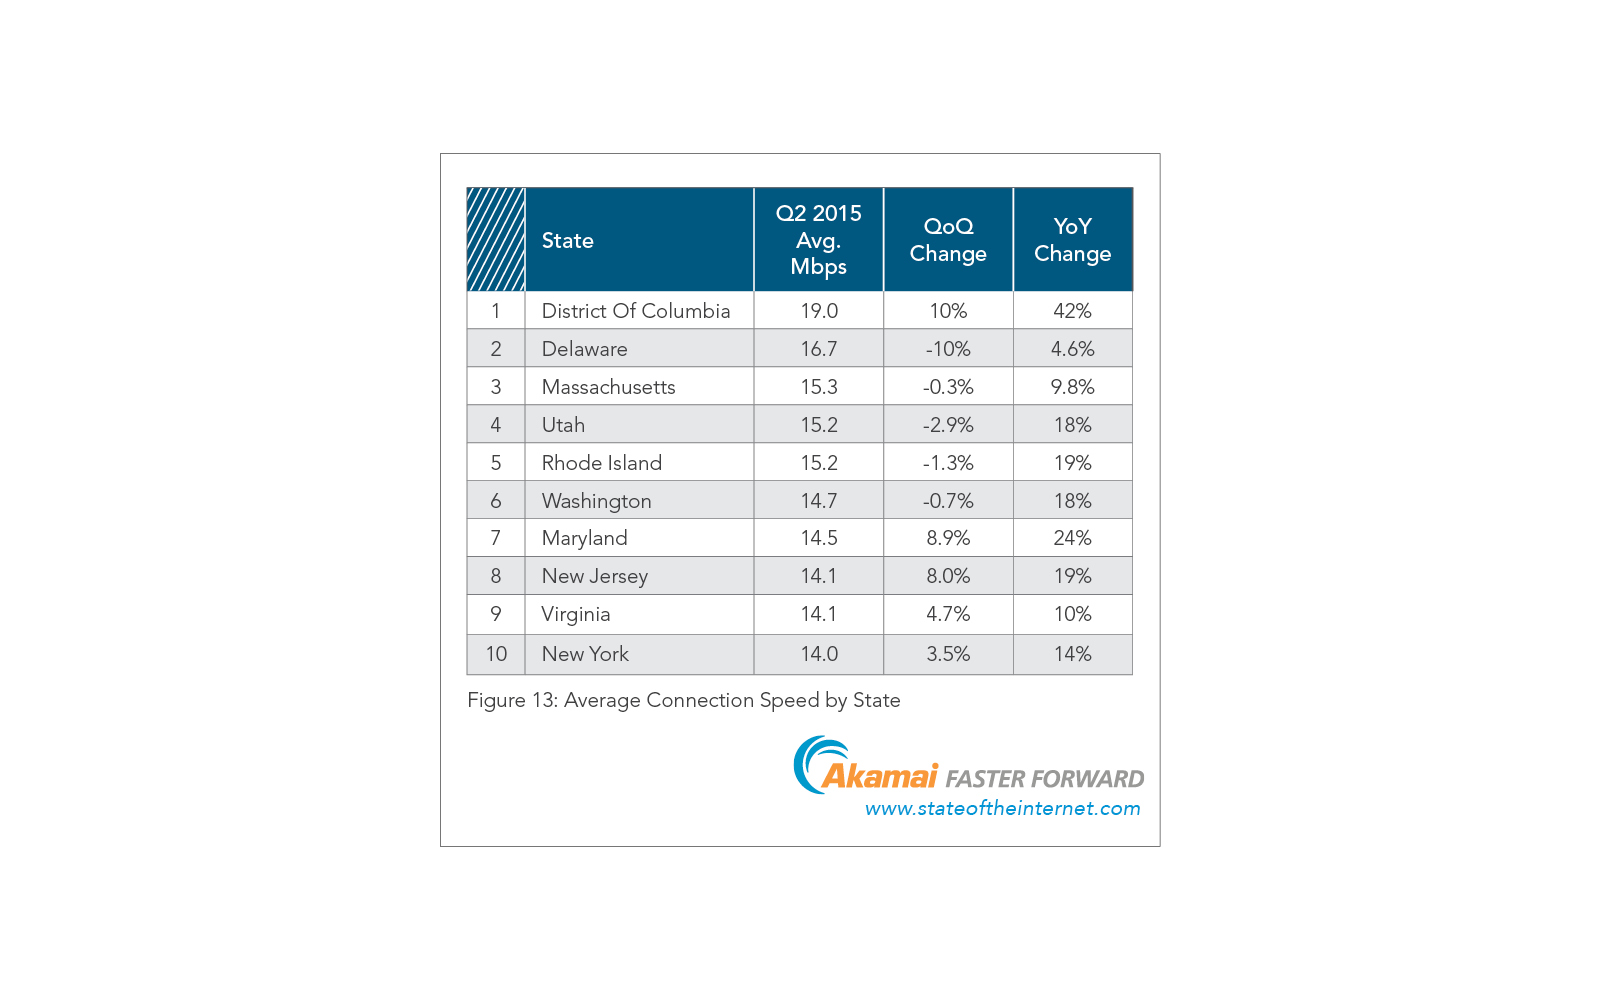 State
Q2 2015
Avg.
Mbps
QoQ
Change
YoY
Change
1 District Of Columbia 19.0 10% 42%
2 Delaware 16.7 -10% 4.6%
3 Massachusetts 15.3 -0.3% 9.8%
4 Utah 15.2 -2.9% 18%
5 Rhode Island 15.2 -1.3% 19%
6 Washington 14.7 -0.7% 18%
7 Maryland 14.5 8.9% 24%
8 New Jersey 14.1 8.0% 19%
9 Virginia 14.1 4.7% 10%
10 New York 14.0 3.5% 14%
Figure 13: Average Connection Speed by State
Akamai FASTER FORWARD
www.stateoftheinternet.com